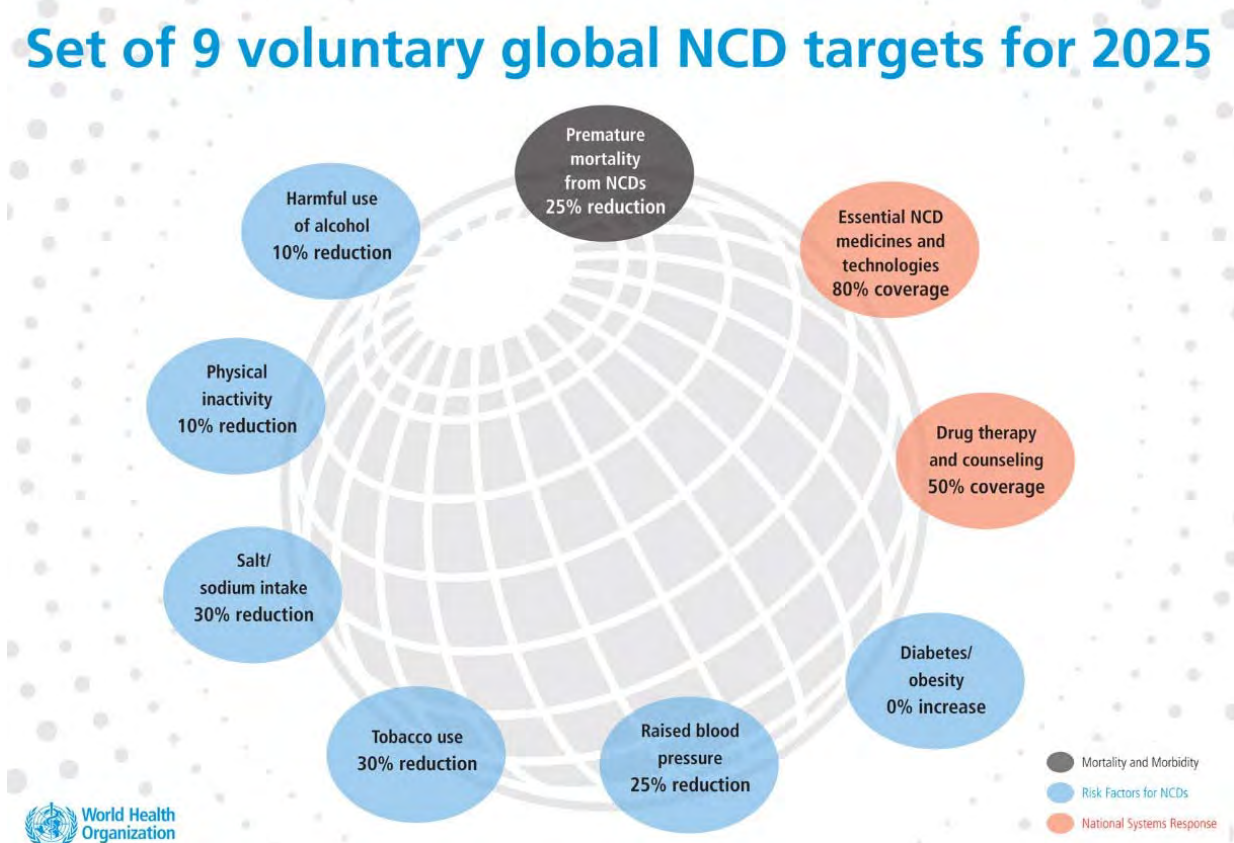 Set of 9 voluntary global NCD targets for 2025
Premature
mortality
from NCDs
25% reduction
Harmful use
of alcohol
10% reduction
Essential NCD
medicines and
technologies
80% coverage
Physical
inactivity
10% reduction
Drug therapy
and counseling
50% coverage
Salt/
sodium intake
30% reduction
Diabetes/
obesity
0% increase
Tobacco use
30% reduction
Raised blood
pressure
25% reduction
Mortality and Morbidity
Risk Factors for NCDs
National Systems Response
World Health
Organization